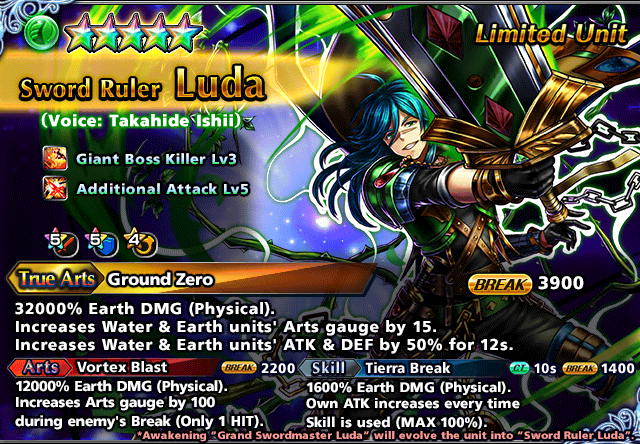 Limited Unit
Sword Ruler Luda
(Voice: Takahide Ishii)
Giant Boss Killer Lv3
Additional Attack Lv5
5 5 4
True Arts Ground Zero BREAK 3900
32000% Earth DMG (Physical).
Increases Water & Earth units' Arts gauge by 15.
Increases Water & Earth units' ATK & DEF by 50% for 12s.
Arts Vortex Blast BREAK 2200
12000% Earth DMG (Physical).
Increases Arts gauge by 100
during enemy's Break (Only 1 HIT).
Skill Tierra Break CT 10s BREAK 1400
1600% Earth DMG (Physical).
Own ATK increases every time
Skill is used (MAX 100%).
*Awakening "Grand Swordmaster Luda" will evolve the unit into "Sword Ruler Luda".